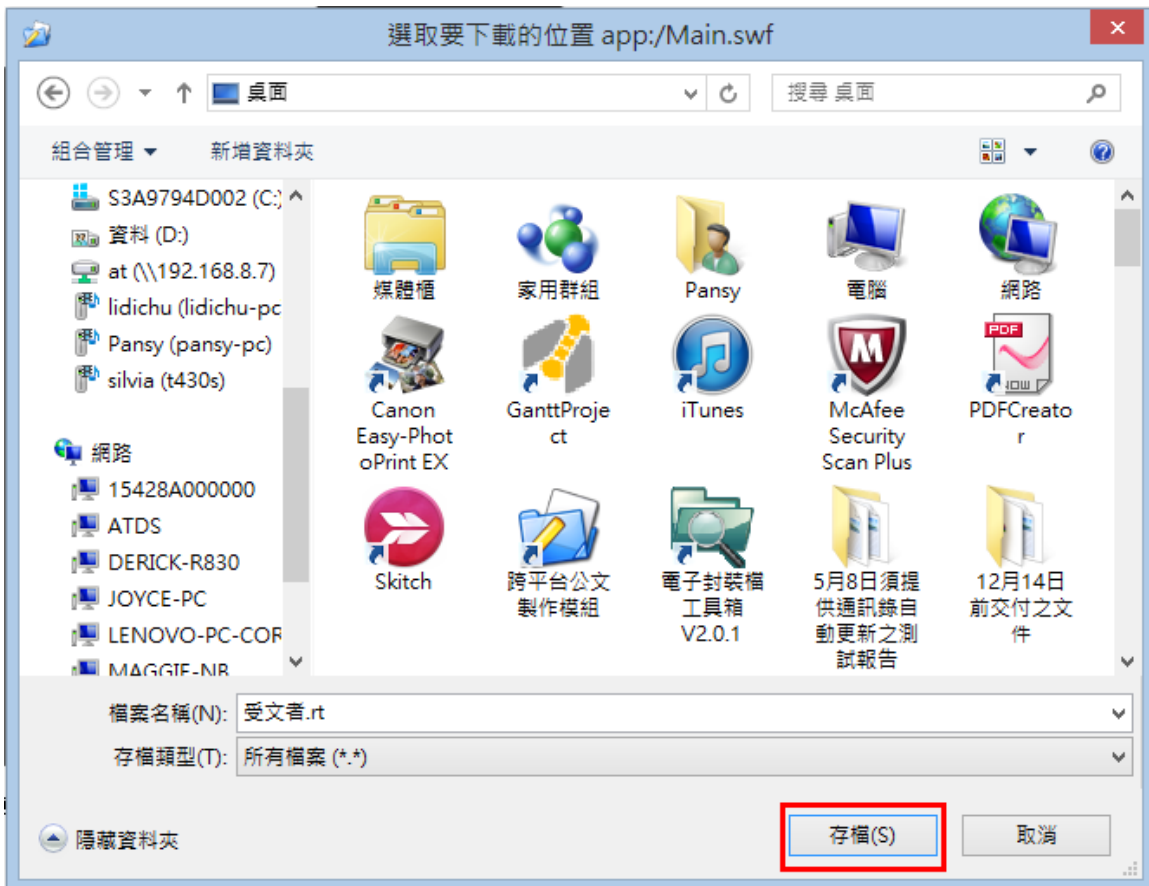 選取要下載的位置 app:/Main.swf
桌面
搜尋 桌面
組合管理
新增資料夾
S3A9794D002 (C:)
資料 (D:)
at (\\192.168.8.7)
lidichu (lidichu-pc
Pansy (pansy-pc)
silvia (t430s)
網路
15428A000000
ATDS
DERICK-R830
JOYCE-PC
LENOVO-PC-COR
MAGGIE-NB
媒體櫃
家用群組
Pansy
電腦
網路
Canon
Easy-Phot
oPrint EX
GanttProje
ct
iTunes
McAfee
Security
Scan Plus
PDF
PDFCreato
r
Skitch
跨平台公文
製作模組
電子封裝檔
工具箱
V2.0.1
5月8日須提
供通訊錄自
動更新之測
試報告
12月14日
前交付之文
件
檔案名稱(N):
受文者.rt
存檔類型(T):
所有檔案 (*.*)
隱藏資料夾
存檔(S)
取消